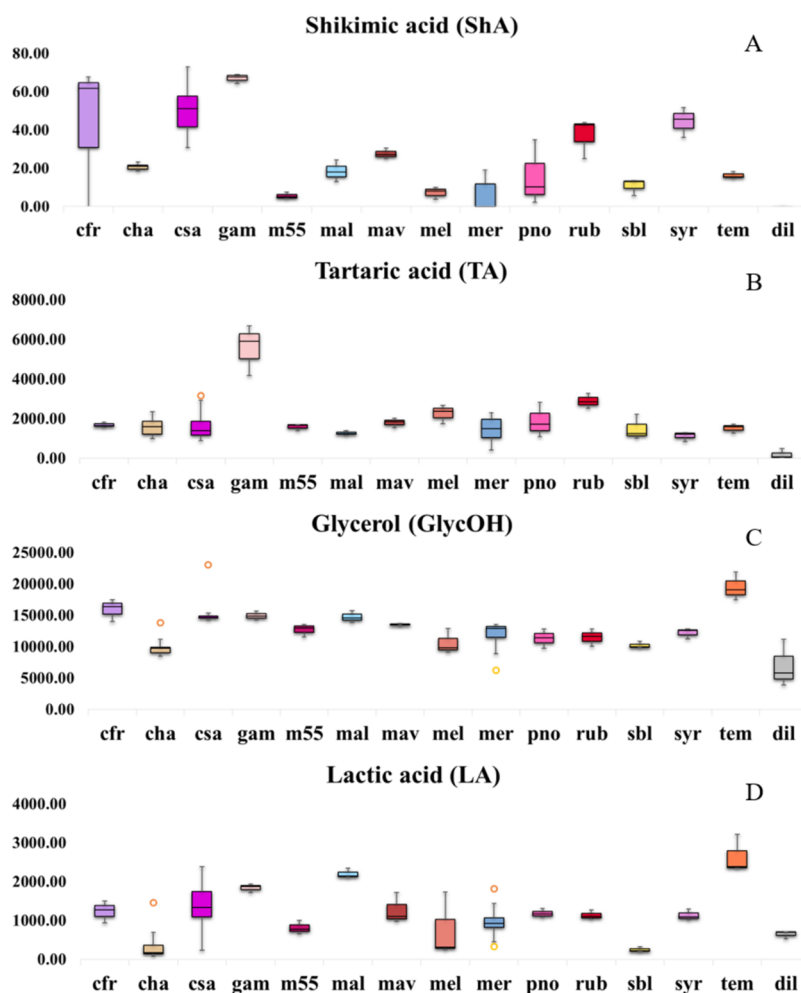 Shikimic acid (ShA)
A
80.00
60.00
40.00
20.00
0.00
cfr cha csa gam m55 mal mav mel mer pno rub sbl syr tem dil
Tartaric acid (TA)
B
8000.00
6000.00
4000.00
2000.00
0.00
cfr cha csa gam m55 mal mav mel mer pno rub sbl syr tem dil
Glycerol (GlycOH)
C
25000.00
20000.00
15000.00
10000.00
5000.00
0.00
cfr cha csa gam m55 mal mav mel mer pno rub sbl syr tem dil
Lactic acid (LA)
D
4000.00
3000.00
2000.00
1000.00
0.00
cfr cha csa gam m55 mal mav mel mer pno rub sbl syr tem dil